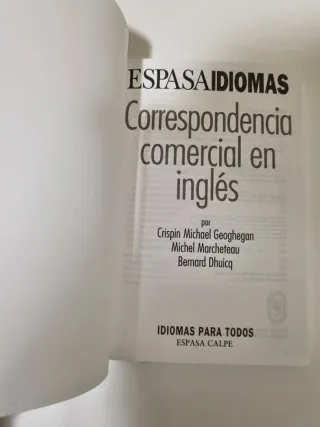 ESPASAIDIOMAS
Correspondencia
comercial en
inglés
por
Crispin Michael Geoghegan
Michel Marcheteau
Bernard Dhuicq
IDIOMAS PARA TODOS
ESPASA CALPE